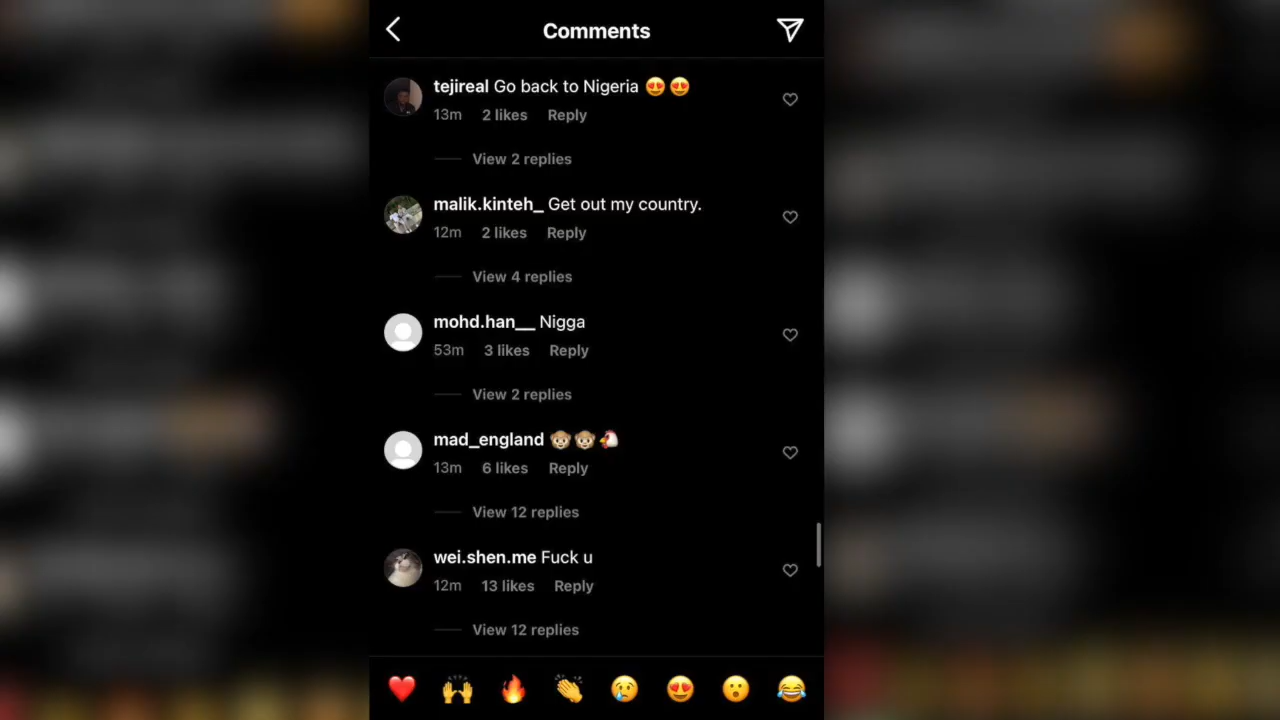 Comments
tejireal Go back to Nigeria 😍😍
13m 2 likes Reply
View 2 replies
malik.kinteh_ Get out my country.
12m 2 likes Reply
View 4 replies
mohd.han__ Nigga
53m 3 likes Reply
View 2 replies
mad_england 🐵🐵🐔
13m 6 likes Reply
View 12 replies
wei.shen.me Fuck u
12m 13 likes Reply
View 12 replies